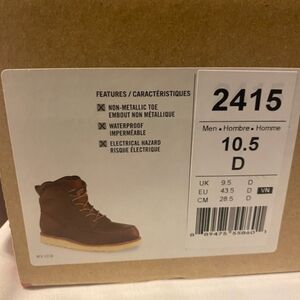 FEATURES / CARACTÉRISTIQUES
NON-METALLIC TOE
EMBOUT NON MÉTALLIQUE
WATERPROOF
IMPERMÉABLE
ELECTRICAL HAZARD
RISQUE ÉLECTRIQUE
2415
Men • Hombre • Homme
10.5
D
UK 9.5 D
EU 43.5 D
CM 28.5 D
VN